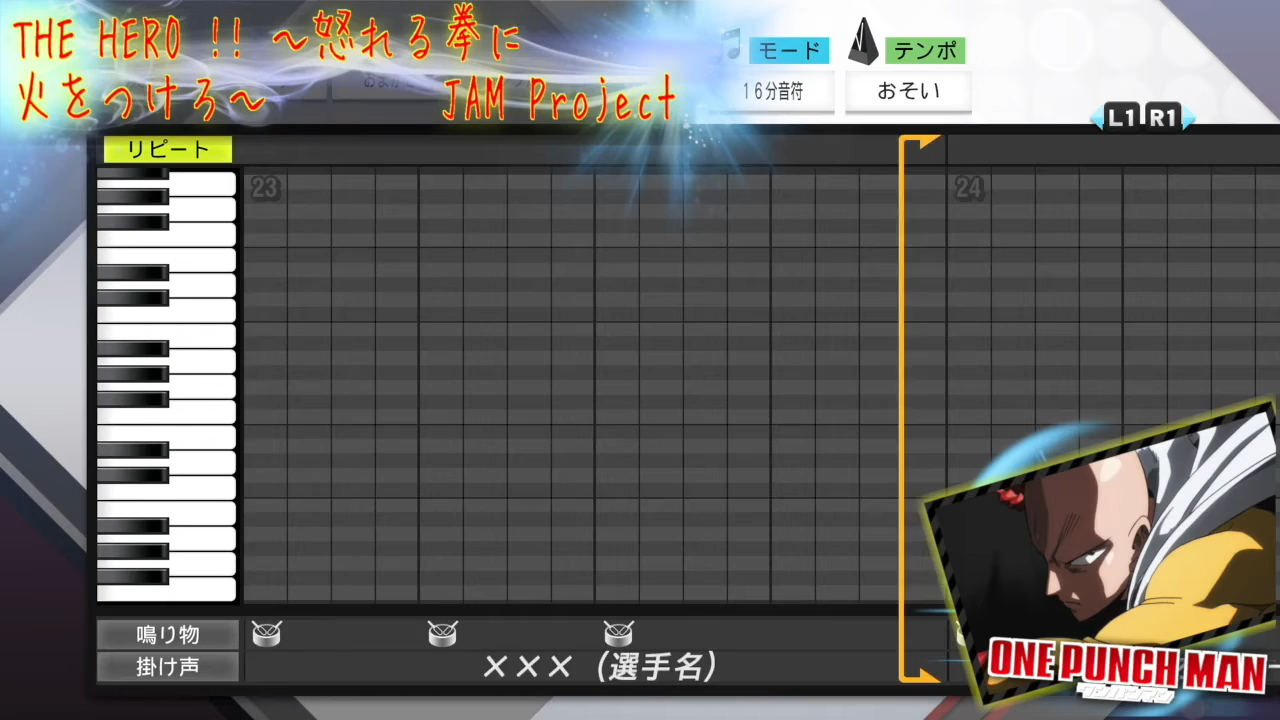 THE HERO !! ～怒れる拳に
火をつけろ～ JAM Project
モード
テンポ
１６分音符
おそい
L1 R1
リピート
23
24
鳴り物
掛け声
××× (選手名)
ONE PUNCH MAN
ワンパンマン